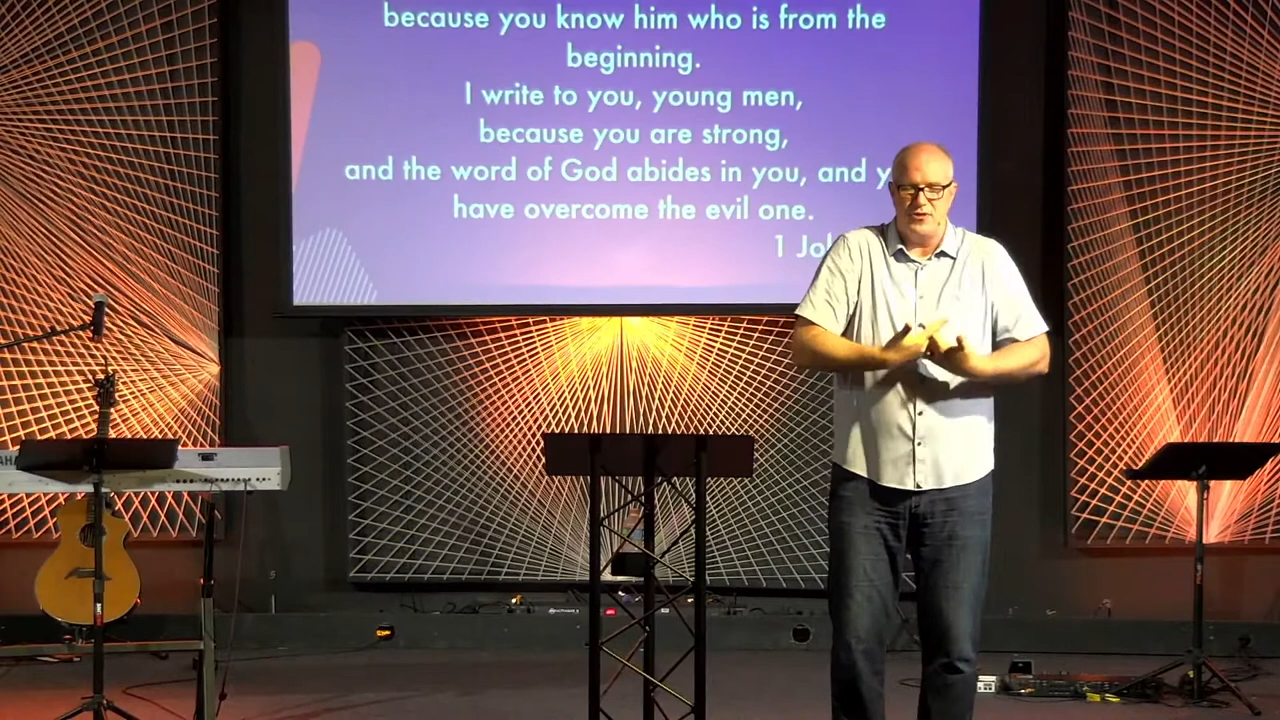 because you know him who is from the
beginning.
I write to you, young men,
because you are strong,
and the word of God abides in you, and y
have overcome the evil one.
1 Jo